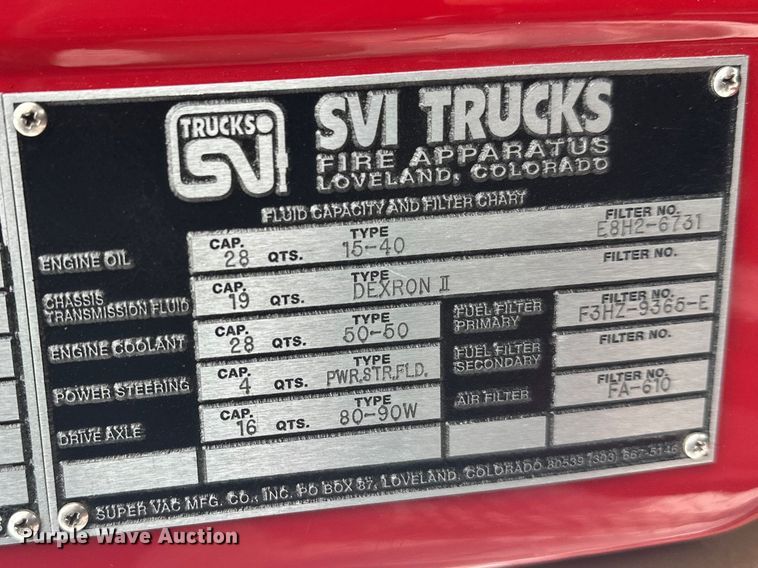 TRUCKS
SVI
SVI TRUCKS
FIRE APPARATUS
LOVELAND, COLORADO
FLUID CAPACITY AND FILTER CHART
ENGINE OIL CAP. 28 QTS. TYPE 15-40 FILTER NO. E8H2-6731
CHASSIS TRANSMISSION FLUID CAP. 19 QTS. TYPE DEXRON II FILTER NO.
ENGINE COOLANT CAP. 28 QTS. TYPE 50-50 FUEL FILTER PRIMARY FILTER NO. F3HZ-9365-E
POWER STEERING CAP. 4 QTS. TYPE PWR.STR.FLD. FUEL FILTER SECONDARY FILTER NO.
DRIVE AXLE CAP. 16 QTS. TYPE 80-90W AIR FILTER FILTER NO. FA-610
SUPER VAC MFG. CO., INC. PO BOX 87, LOVELAND, COLORADO 80539 (303) 667-5146
Purple Wave Auction